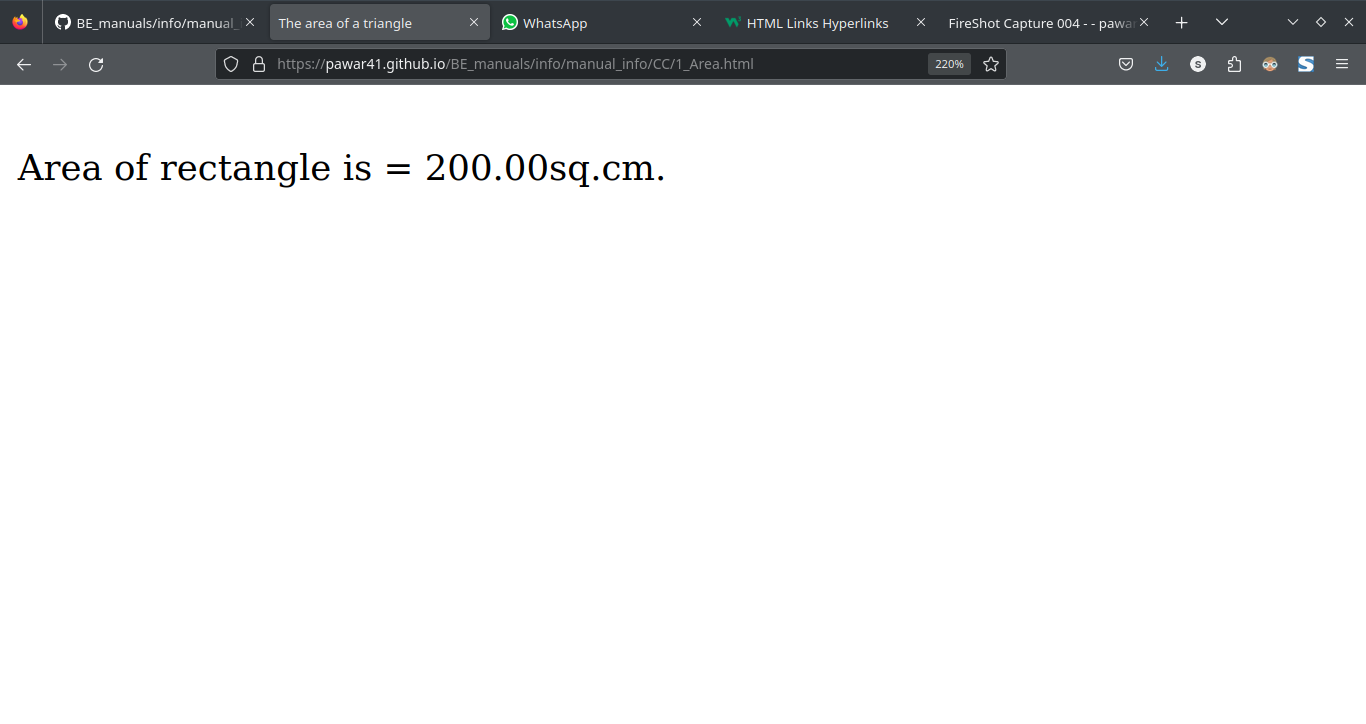 BE_manuals/info/manual_
The area of a triangle
WhatsApp
HTML Links Hyperlinks
FireShot Capture 004 - - pawa
https://pawar41.github.io/BE_manuals/info/manual_info/CC/1_Area.html
220%
S
S
Area of rectangle is = 200.00sq.cm.